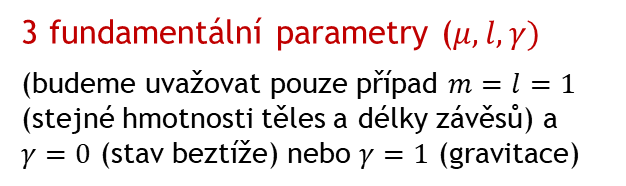 3 fundamentální parametry (μ, l, γ)
(budeme uvažovat pouze případ m = l = 1
(stejné hmotnosti těles a délky závěsů) a
γ = 0 (stav beztíže) nebo γ = 1 (gravitace)